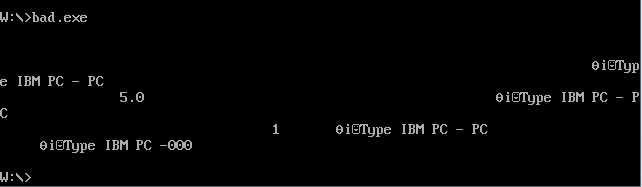 W:\>bad.exe
θi◙Typ
e IBM PC - PC
5.0 θi◙Type IBM PC - P
C
1 θi◙Type IBM PC - PC
θi◙Type IBM PC -000
W:\>